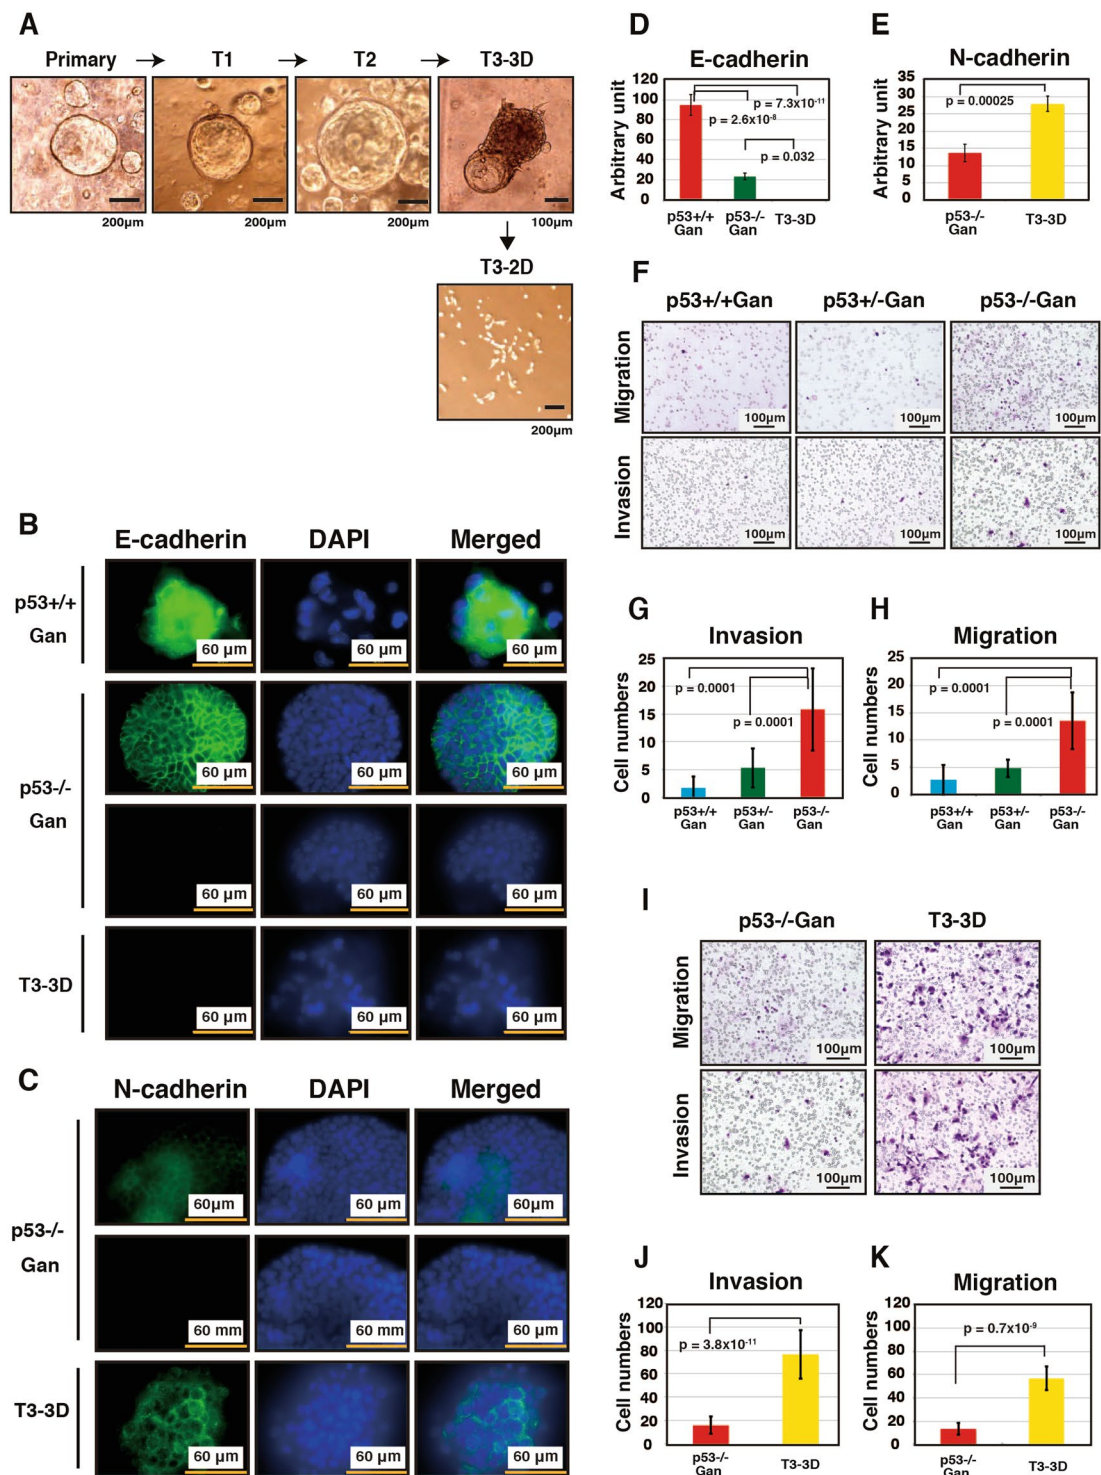 A
Primary → T1 → T2 → T3-3D
200μm 200μm 200μm 100μm
T3-2D
200μm
B
E-cadherin DAPI Merged
p53+/+
Gan
60 μm 60 μm 60 μm
p53-/-
Gan
60 μm 60 μm 60 μm
60 μm 60 μm 60 μm
T3-3D
60 μm 60 μm 60 μm
C
N-cadherin DAPI Merged
p53-/-
Gan
60μm 60 μm 60μm
60 mm 60 mm 60 μm
T3-3D
60 μm 60 μm 60 μm
D
E-cadherin
Arbitrary unit
120
100
80
60
40
20
0
p = 7.3x10-11
p = 2.6x10-8
p = 0.032
p53+/+ p53-/- T3-3D
Gan Gan
E
N-cadherin
Arbitrary unit
35
30
25
20
15
10
5
0
p = 0.00025
p53-/- T3-3D
Gan
F
p53+/+Gan p53+/-Gan p53-/-Gan
Migration
100μm 100μm 100μm
Invasion
100μm 100μm 100μm
G
Invasion
Cell numbers
25
20
15
10
5
0
p = 0.0001
p = 0.0001
p53+/+ p53+/- p53-/-
Gan Gan Gan
H
Migration
Cell numbers
25
20
15
10
5
0
p = 0.0001
p = 0.0001
p53+/+ p53+/- p53-/-
Gan Gan Gan
I
p53-/-Gan T3-3D
Migration
100μm 100μm
Invasion
100μm 100μm
J
Invasion
Cell numbers
120
100
80
60
40
20
0
p = 3.8x10-11
p53-/- T3-3D
Gan
K
Migration
Cell numbers
120
100
80
60
40
20
0
p = 0.7x10-9
p53-/- T3-3D
Gan